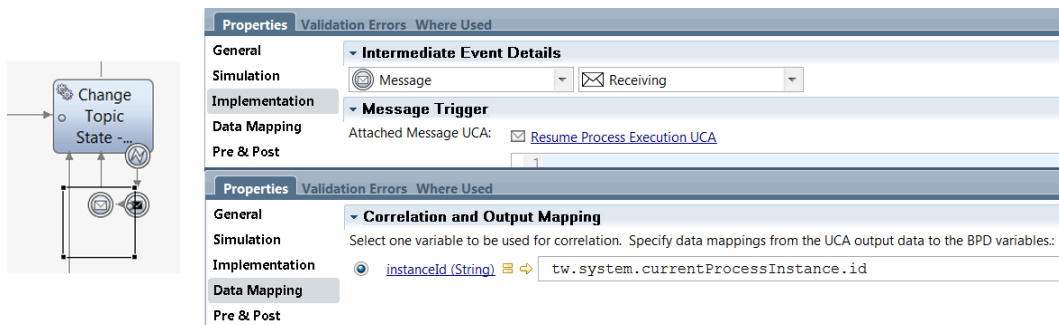 Change
Topic
State -...
Properties Validation Errors Where Used
General
Simulation
Implementation
Data Mapping
Pre & Post
Intermediate Event Details
Message Receiving
Message Trigger
Attached Message UCA: Resume Process Execution UCA
1
Properties Validation Errors Where Used
General
Simulation
Implementation
Data Mapping
Pre & Post
Correlation and Output Mapping
Select one variable to be used for correlation. Specify data mappings from the UCA output data to the BPD variables.:
instanceId (String) tw.system.currentProcessInstance.id